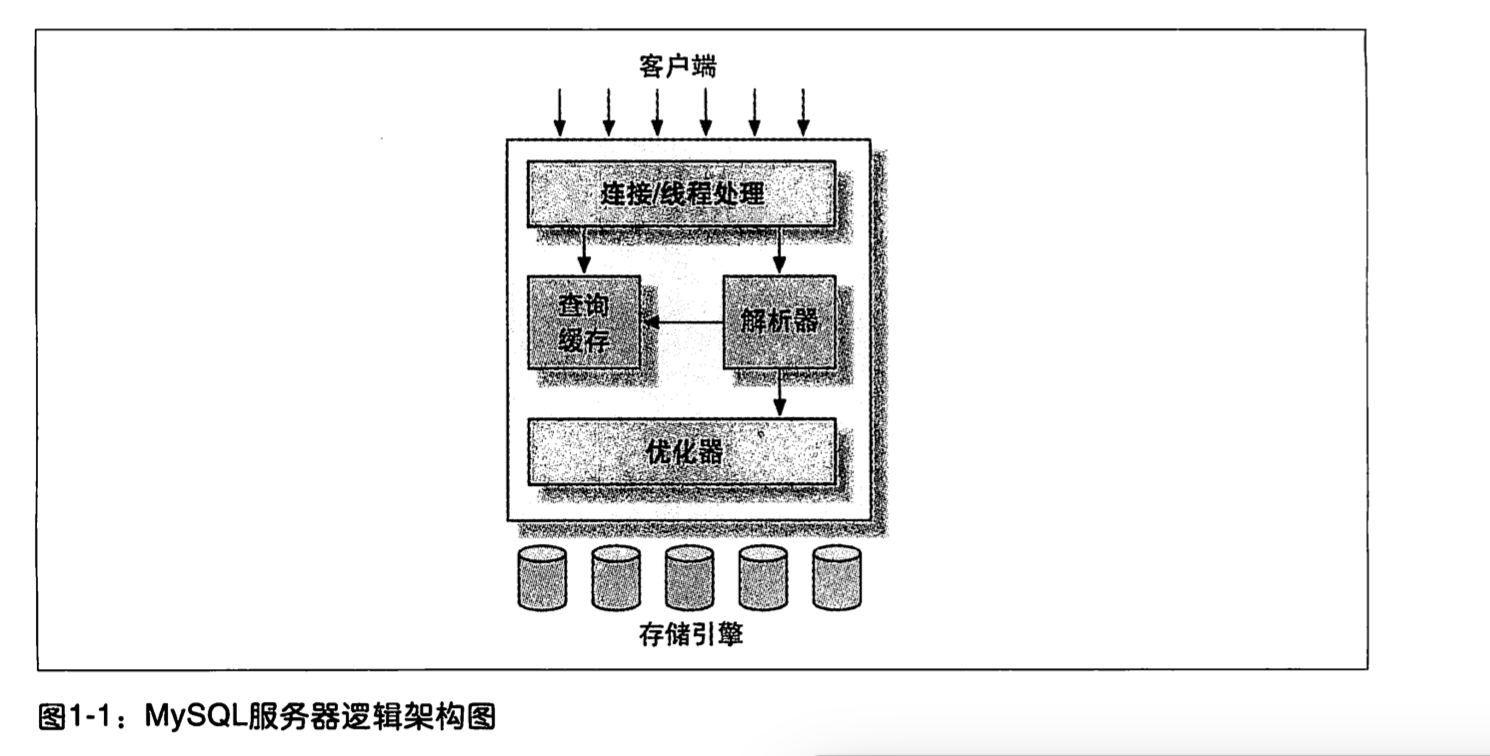 客户端
连接/线程处理
查询
缓存
解析器
优化器
存储引擎
图1-1：MySQL服务器逻辑架构图